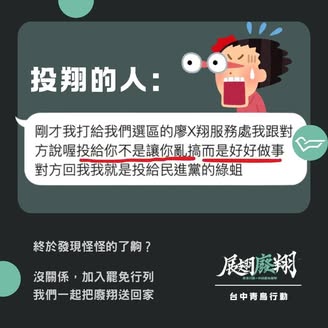 投翔的人：
剛才我打給我們選區的廖X翔服務處我跟對
方說喔投給你不是讓你亂搞而是好好做事
對方回我我就是投給民進黨的綠蛆
終於發現怪怪的了齁？
沒關係，加入罷免行列
我們一起把廢翔送回家
展翅廢翔
台中青鳥行動